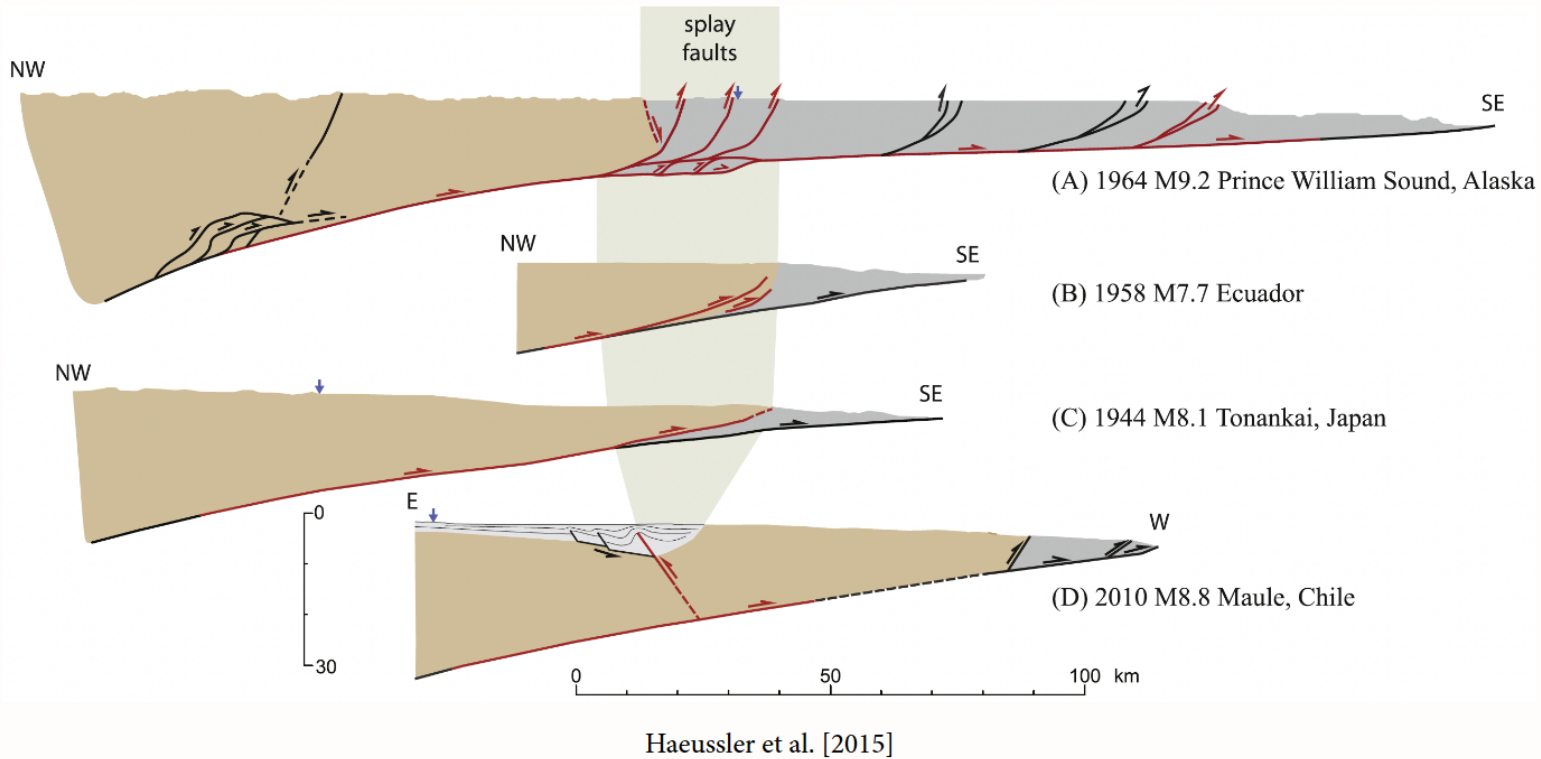 splay
faults
NW
SE
(A) 1964 M9.2 Prince William Sound, Alaska
NW
SE
(B) 1958 M7.7 Ecuador
NW
SE
(C) 1944 M8.1 Tonankai, Japan
E
0
W
(D) 2010 M8.8 Maule, Chile
30
0 50 100 km
Haeussler et al. [2015]